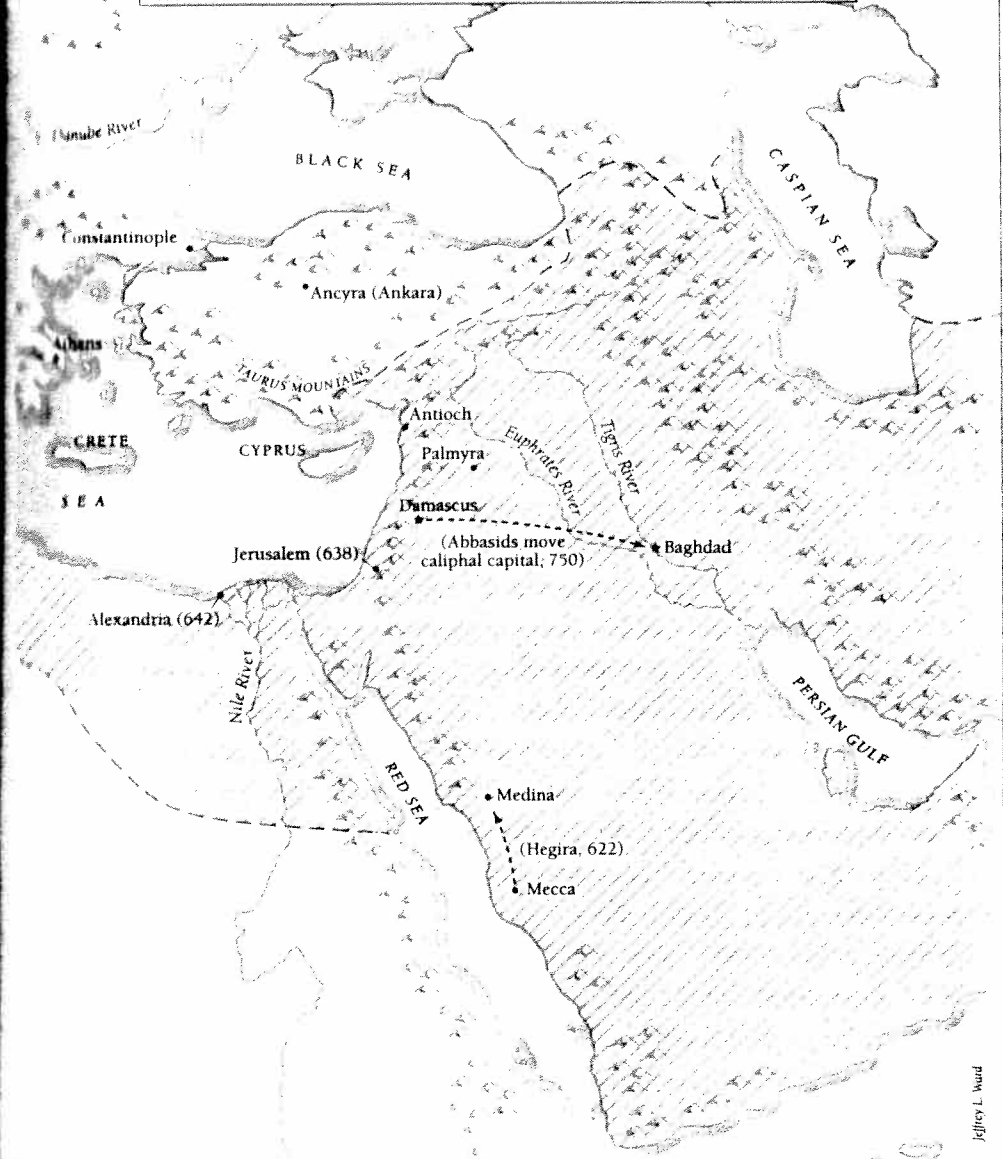 Danube River
BLACK SEA
CASPIAN SEA
Constantinople
Ancyra (Ankara)
Athens
TAURUS MOUNTAINS
Antioch
CRETE
CYPRUS
Palmyra
Euphrates River
Tigris River
SEA
Damascus
(Abbasids move
caliphal capital, 750)
Baghdad
Jerusalem (638)
Alexandria (642)
Nile River
PERSIAN GULF
RED SEA
Medina
(Hegira, 622)
Mecca
Jeffrey L. Ward